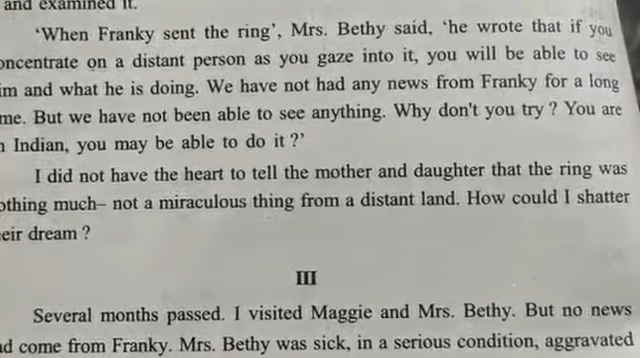 and examined it.
'When Franky sent the ring', Mrs. Bethy said, 'he wrote that if you
oncentrate on a distant person as you gaze into it, you will be able to see
im and what he is doing. We have not had any news from Franky for a long
me. But we have not been able to see anything. Why don't you try ? You are
n Indian, you may be able to do it ?'
I did not have the heart to tell the mother and daughter that the ring was
othing much– not a miraculous thing from a distant land. How could I shatter
eir dream ?
III
Several months passed. I visited Maggie and Mrs. Bethy. But no news
ad come from Franky. Mrs. Bethy was sick, in a serious condition, aggravated